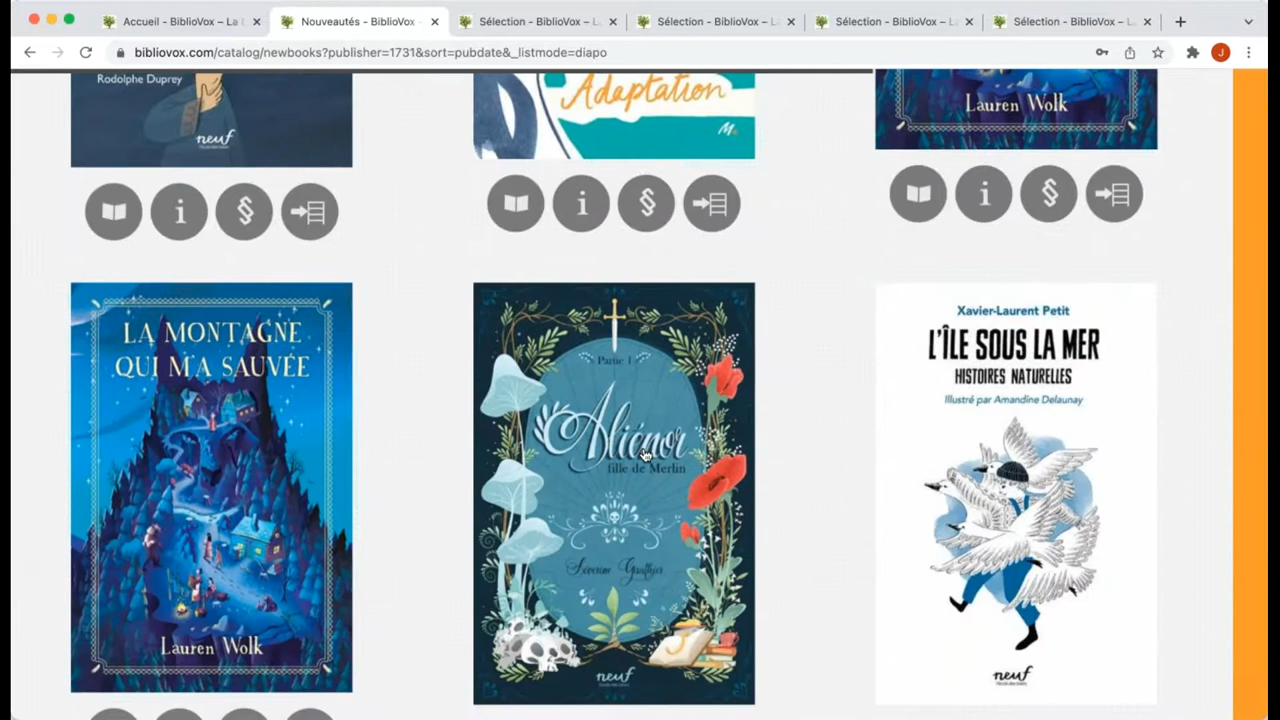 Accueil - BiblioVox – La
Nouveautés - BiblioVox -
Sélection - BiblioVox – La
Sélection - BiblioVox – La
Sélection - BiblioVox – La
Sélection - BiblioVox – La
bibliovox.com/catalog/newbooks?publisher=1731&sort=pubdate&_listmode=diapo
J
Rodolphe Duprey
neuf
Adaptation
M
Lauren Wolk
i
§
i
§
i
§
LA MONTAGNE
QUI M'A SAUVÉE
Lauren Wolk
Partie 1
Aliénor
fille de Merlin
Séverine Gauthier
neuf
Xavier-Laurent Petit
L'ÎLE SOUS LA MER
HISTOIRES NATURELLES
Illustré par Amandine Delaunay
neuf